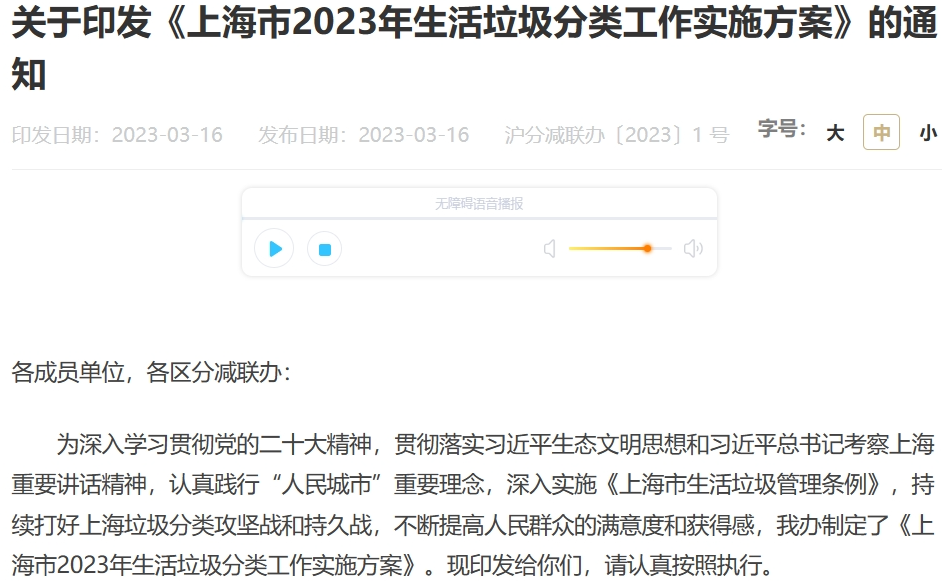 关于印发《上海市2023年生活垃圾分类工作实施方案》的通
知
印发日期：2023-03-16 发布日期：2023-03-16 沪分减联办〔2023〕1 号 字号： 大 中 小
无障碍语音播报
各成员单位，各区分减联办：
为深入学习贯彻党的二十大精神，贯彻落实习近平生态文明思想和习近平总书记考察上海
重要讲话精神，认真践行“人民城市”重要理念，深入实施《上海市生活垃圾管理条例》，持
续打好上海垃圾分类攻坚战和持久战，不断提高人民群众的满意度和获得感，我办制定了《上
海市2023年生活垃圾分类工作实施方案》。现印发给你们，请认真按照执行。